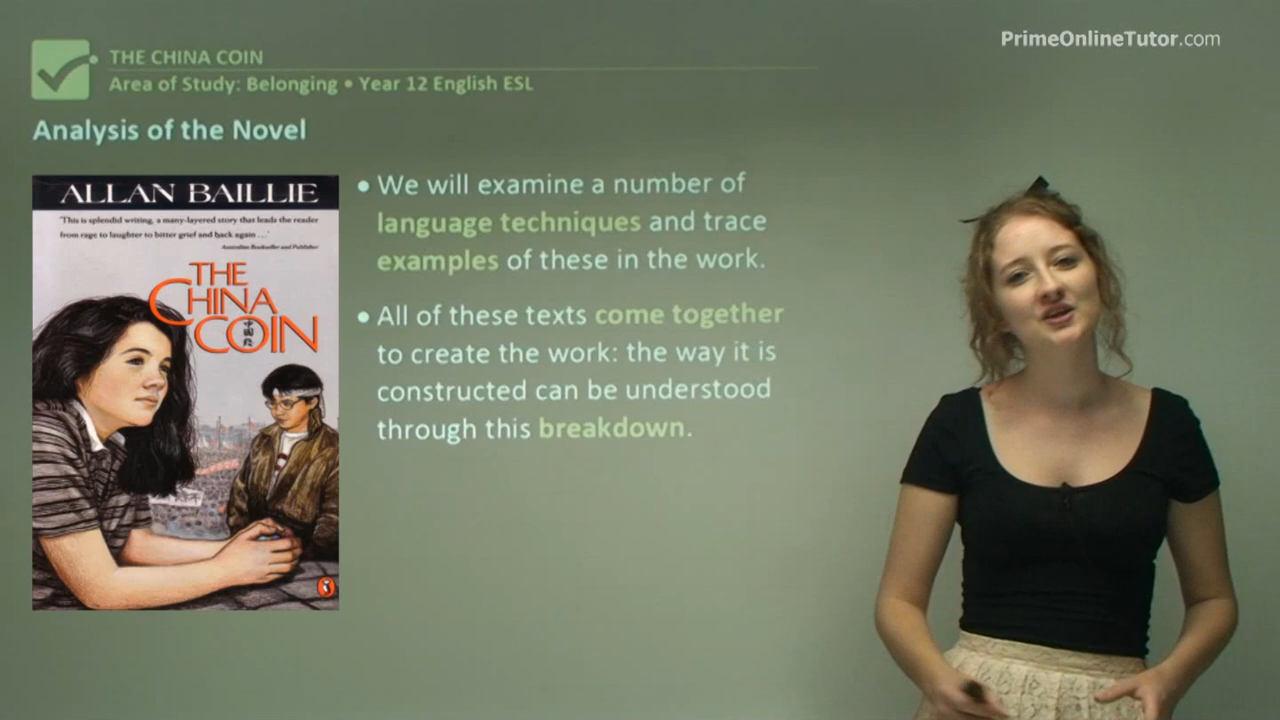 PrimeOnlineTutor.com
THE CHINA COIN
Area of Study: Belonging • Year 12 English ESL
Analysis of the Novel
ALLAN BAILLIE
'This is splendid writing, a many-layered story that leads the reader
from rage to laughter to bitter grief and back again . . .'
Australian Bookseller and Publisher
THE
CHINA
COIN
• We will examine a number of
language techniques and trace
examples of these in the work.
• All of these texts come together
to create the work: the way it is
constructed can be understood
through this breakdown.